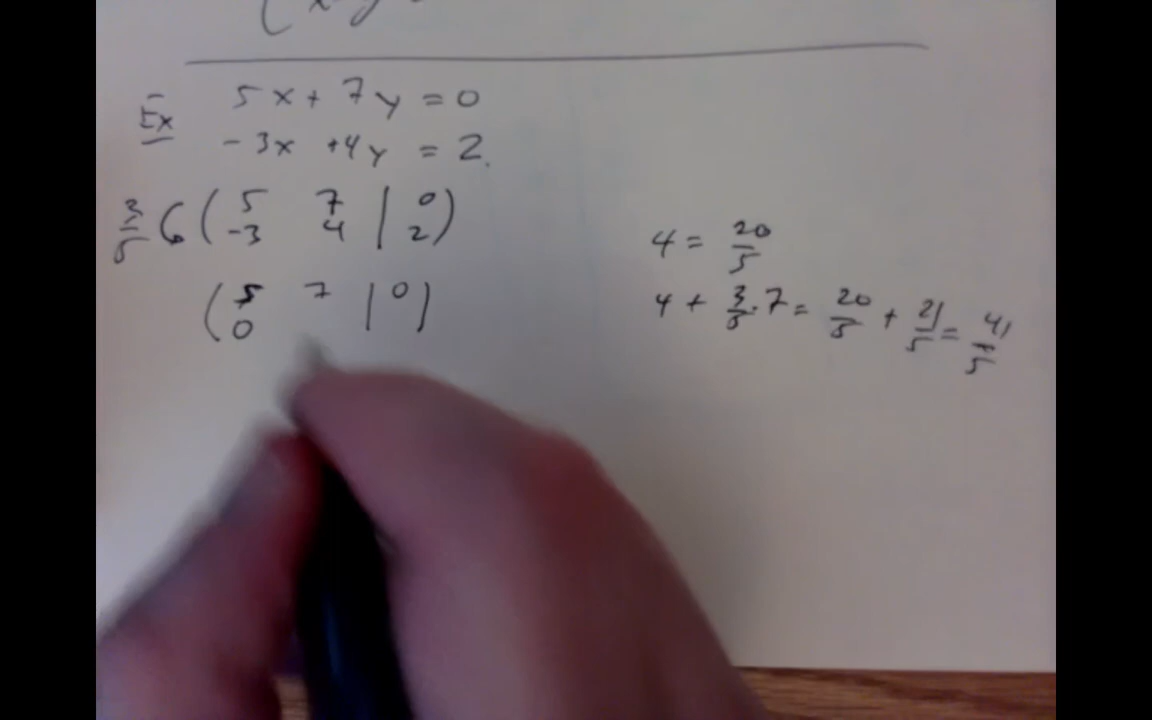 Ex 5x + 7y = 0
-3x +4y = 2.
3/5 ( 5 7 | 0 )
-3 4 | 2
( 5 7 | 0 )
0
4 = 20/5
4 + 3/5 · 7 = 20/5 + 21/5 = 41/5